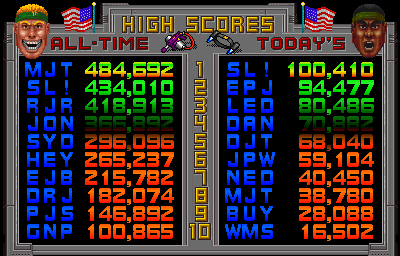 HIGH SCORES
ALL-TIME TODAY'S
MJT 484,692 1 SL! 100,410
SL! 434,010 2 EPJ 94,477
RJR 418,913 3 LED 80,486
JON 366,692 4 DAN 70,882
SYD 296,096 5 DJT 68,040
HEY 265,237 6 JPW 59,104
EJB 215,782 7 NED 40,450
DRJ 182,074 8 MJT 38,780
PJS 146,892 9 BUY 28,088
GNP 100,865 10 WMS 16,502